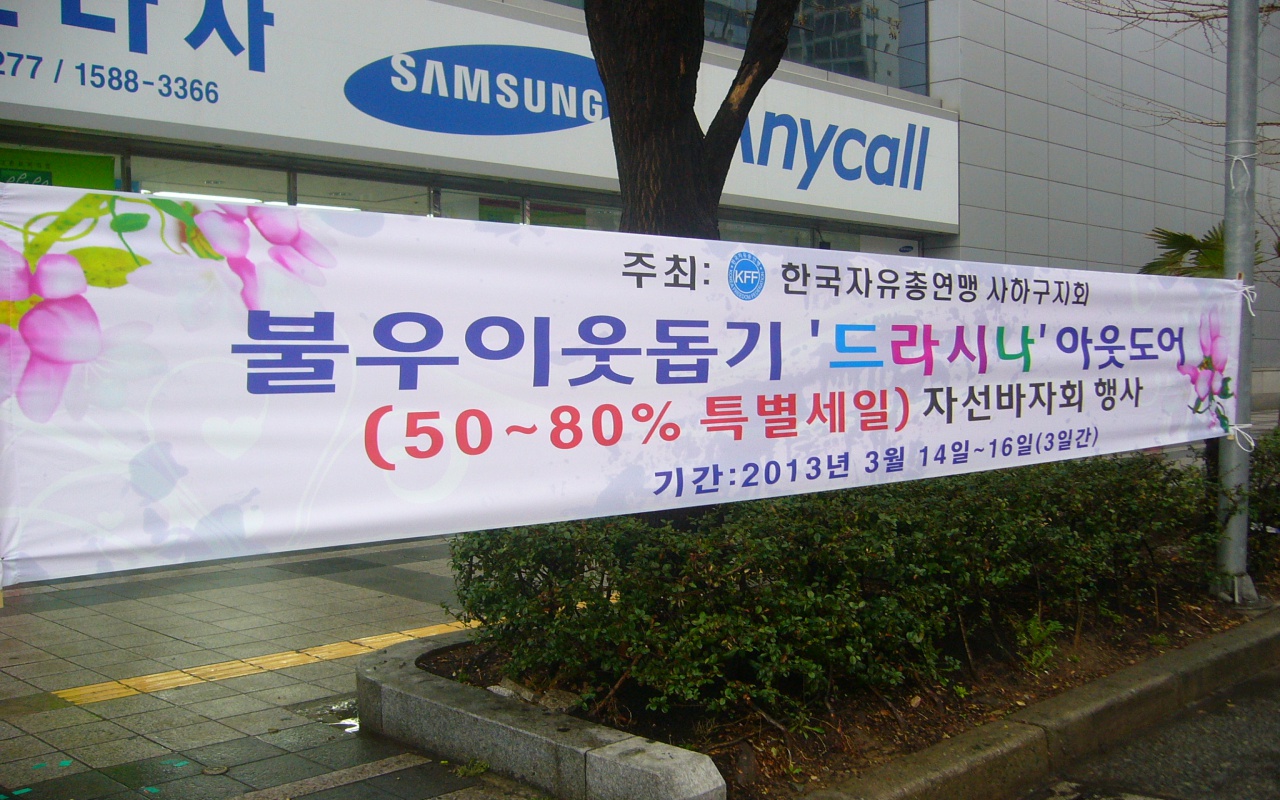 277 / 1588-3366
SAMSUNG
Anycall
주최: KFF 한국자유총연맹 사하구지회
불우이웃돕기 '드라시나' 아웃도어
(50~80% 특별세일) 자선바자회 행사
기간:2013년 3월 14일~16일(3일간)